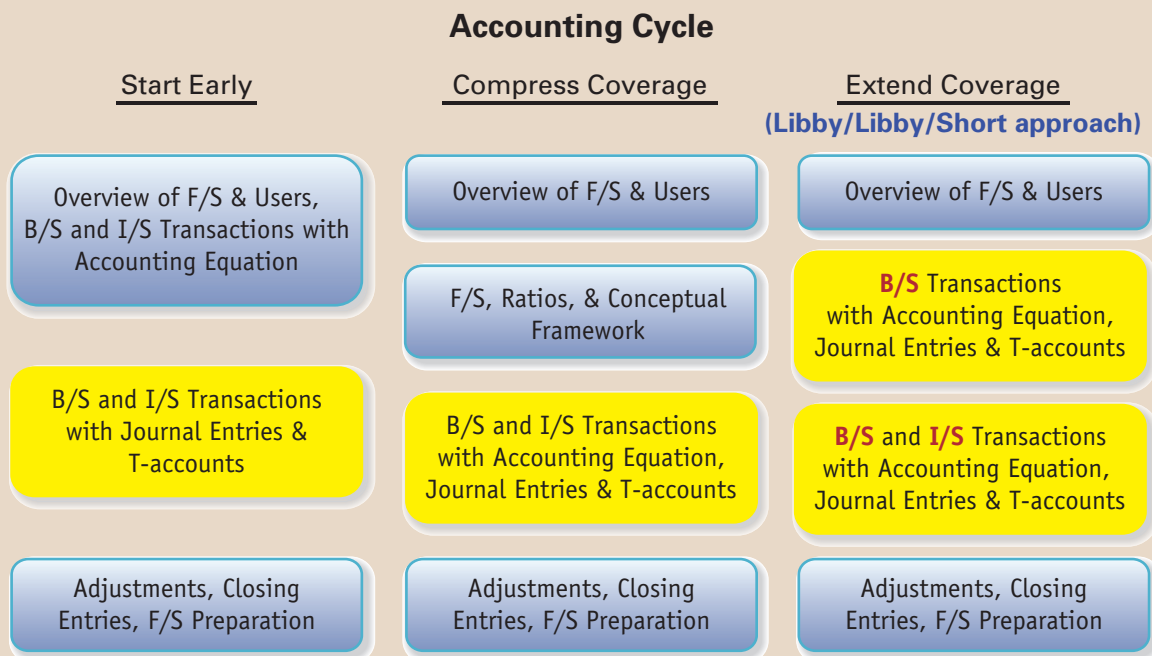 Accounting Cycle
Start Early
Overview of F/S & Users,
B/S and I/S Transactions with
Accounting Equation
B/S and I/S Transactions
with Journal Entries &
T-accounts
Adjustments, Closing
Entries, F/S Preparation
Compress Coverage
Overview of F/S & Users
F/S, Ratios, & Conceptual
Framework
B/S and I/S Transactions
with Accounting Equation,
Journal Entries & T-accounts
Adjustments, Closing
Entries, F/S Preparation
Extend Coverage
(Libby/Libby/Short approach)
Overview of F/S & Users
B/S Transactions
with Accounting Equation,
Journal Entries & T-accounts
B/S and I/S Transactions
with Accounting Equation,
Journal Entries & T-accounts
Adjustments, Closing
Entries, F/S Preparation